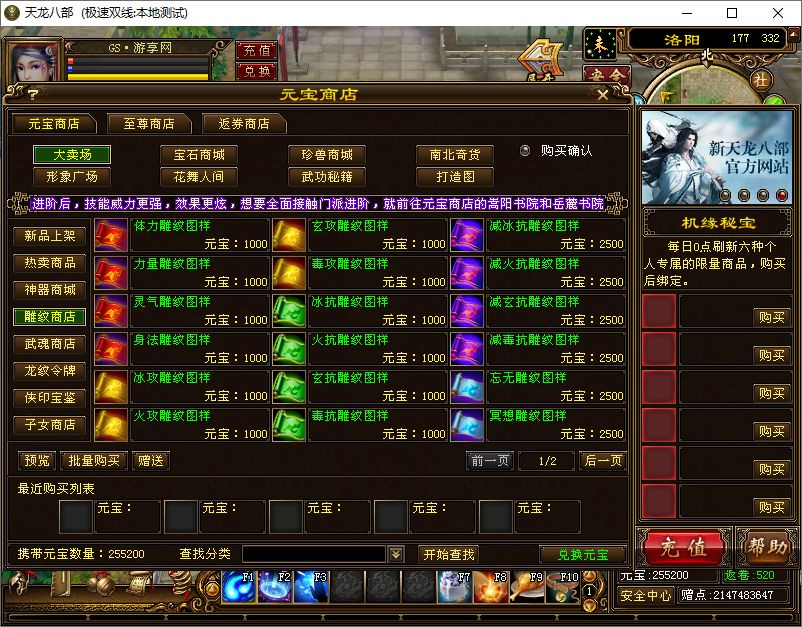 天龙八部 (极速双线:本地测试)
GS·游享网
充值
兑换
未
洛阳 177 332
安全
北
社
? 元宝商店
元宝商店 至尊商店 返券商店
大卖场 宝石商城 珍兽商城 南北奇货 购买确认
形象广场 花舞人间 武功秘籍 打造图
进阶后，技能威力更强，效果更炫，想要全面接触门派进阶，就前往元宝商店的嵩阳书院和岳麓书院
新品上架
热卖商品
神器商城
雕纹商店
武魂商店
龙纹令牌
侠印宝鉴
子女商店
体力雕纹图样 玄攻雕纹图样 减冰抗雕纹图样
元宝：1000 元宝：1000 元宝：2500
力量雕纹图样 毒攻雕纹图样 减火抗雕纹图样
元宝：1000 元宝：1000 元宝：2500
灵气雕纹图样 冰抗雕纹图样 减玄抗雕纹图样
元宝：1000 元宝：1000 元宝：2500
身法雕纹图样 火抗雕纹图样 减毒抗雕纹图样
元宝：1000 元宝：1000 元宝：2500
冰攻雕纹图样 玄抗雕纹图样 忘无雕纹图样
元宝：1000 元宝：1000 元宝：2500
火攻雕纹图样 毒抗雕纹图样 冥想雕纹图样
元宝：1000 元宝：1000 元宝：2500
预览 批量购买 赠送 前一页 1/2 后一页
最近购买列表
元宝： 元宝： 元宝： 元宝： 元宝：
携带元宝数量：255200 查找分类 开始查找 兑换元宝
新天龙八部
官方网站
机缘秘宝
每日0点刷新六种个
人专属的限量商品，购买
后绑定。
购买
购买
购买
购买
购买
购买
充值 帮助
F1 F2 F3 F7 F8 F9 F10 1
元宝:255200 返卷:520
安全中心 赠点:2147483647